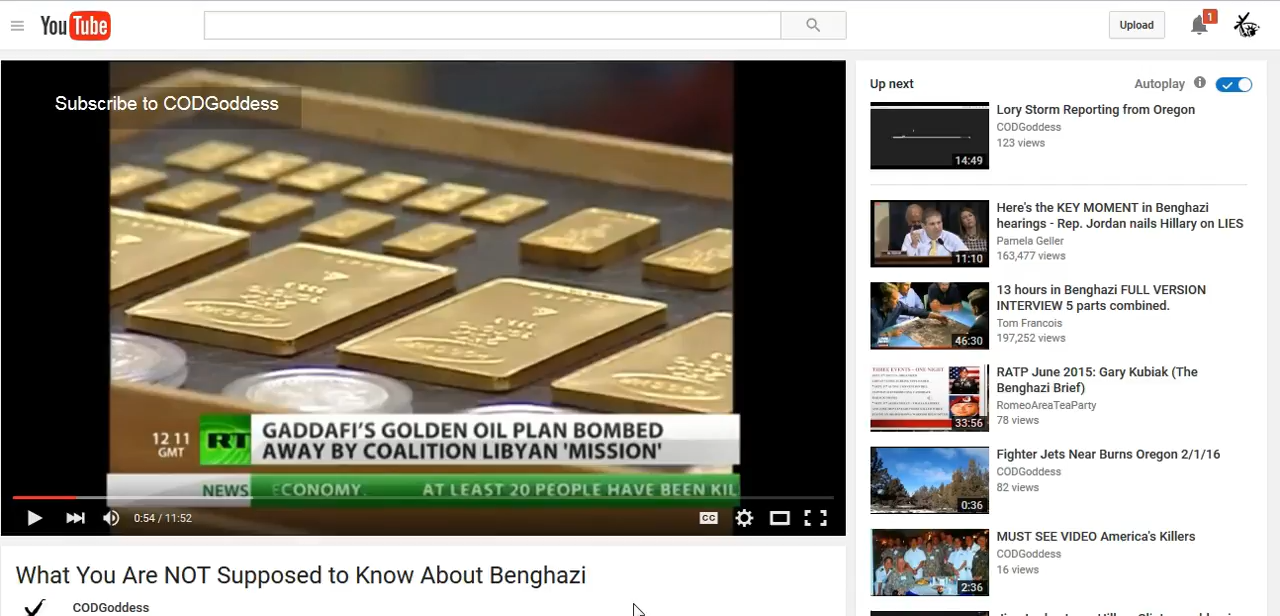 YouTube
Upload
1
Subscribe to CODGoddess
12 11
GMT
RT
GADDAFI'S GOLDEN OIL PLAN BOMBED
AWAY BY COALITION LIBYAN 'MISSION'
NEWS ECONOMY. AT LEAST 20 PEOPLE HAVE BEEN KIL
0:54 / 11:52
CC
What You Are NOT Supposed to Know About Benghazi
CODGoddess
Up next
Autoplay
14:49
Lory Storm Reporting from Oregon
CODGoddess
123 views
11:10
Here's the KEY MOMENT in Benghazi
hearings - Rep. Jordan nails Hillary on LIES
Pamela Geller
163,477 views
46:30
13 hours in Benghazi FULL VERSION
INTERVIEW 5 parts combined.
Tom Francois
197,252 views
THREE EVENTS - ONE NIGHT
33:56
RATP June 2015: Gary Kubiak (The
Benghazi Brief)
RomeoAreaTeaParty
78 views
0:36
Fighter Jets Near Burns Oregon 2/1/16
CODGoddess
82 views
2:36
MUST SEE VIDEO America's Killers
CODGoddess
16 views